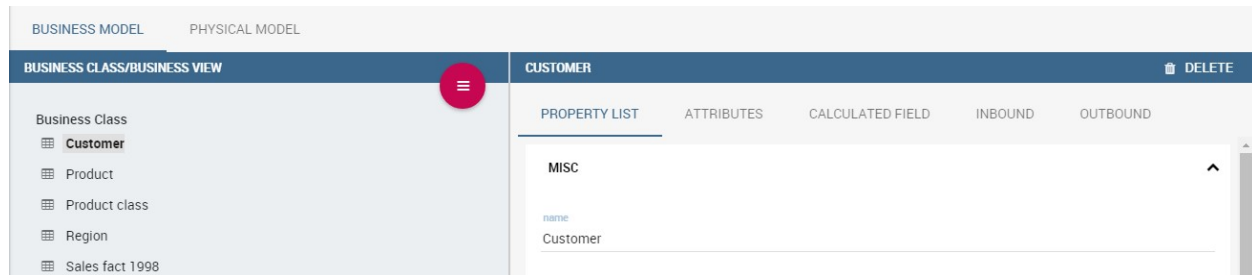 BUSINESS MODEL PHYSICAL MODEL
BUSINESS CLASS/BUSINESS VIEW
Business Class
Customer
Product
Product class
Region
Sales fact 1998
CUSTOMER DELETE
PROPERTY LIST ATTRIBUTES CALCULATED FIELD INBOUND OUTBOUND
MISC
name
Customer